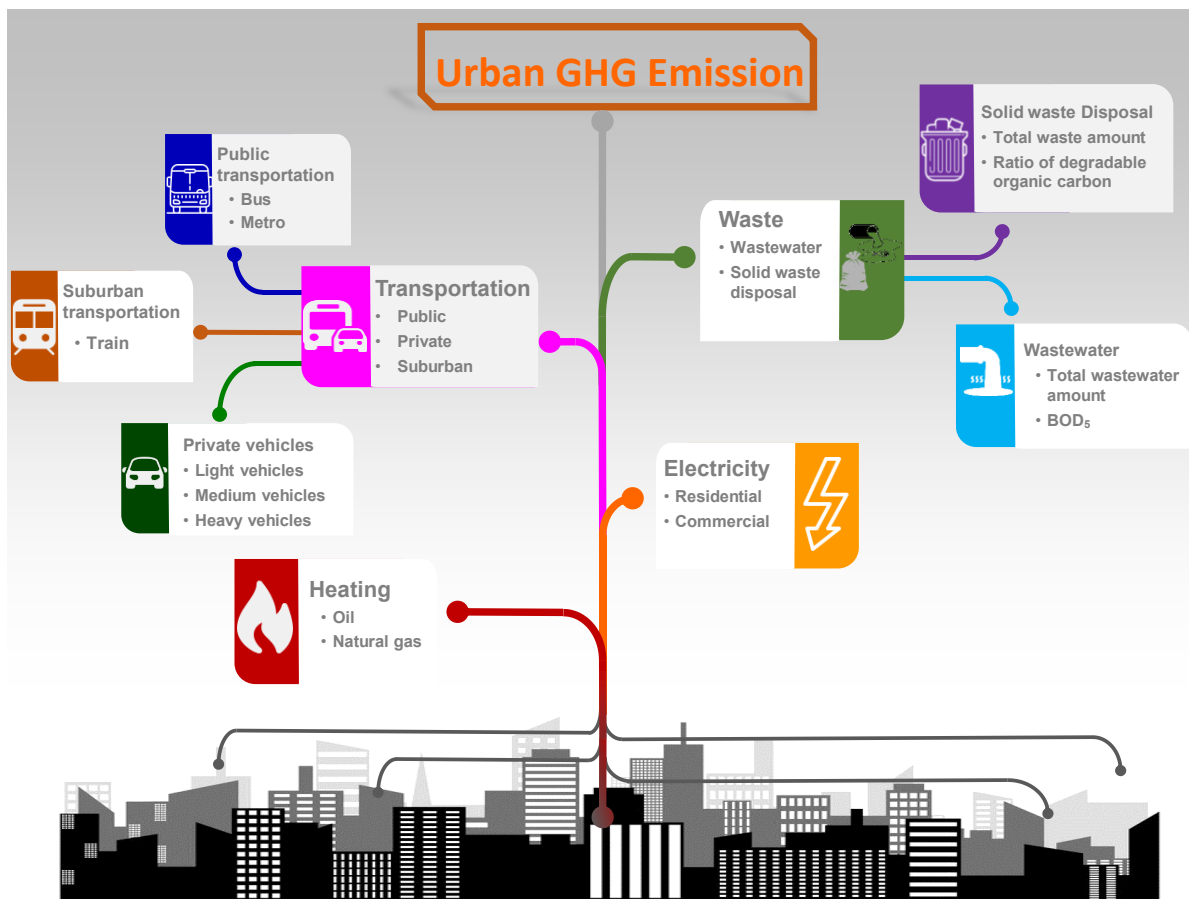 Urban GHG Emission
Solid waste Disposal
• Total waste amount
• Ratio of degradable
organic carbon
Public
transportation
• Bus
• Metro
Waste
• Wastewater
• Solid waste
disposal
Transportation
• Public
• Private
• Suburban
Suburban
transportation
• Train
Wastewater
• Total wastewater
amount
• BOD₅
Private vehicles
• Light vehicles
• Medium vehicles
• Heavy vehicles
Electricity
• Residential
• Commercial
Heating
• Oil
• Natural gas